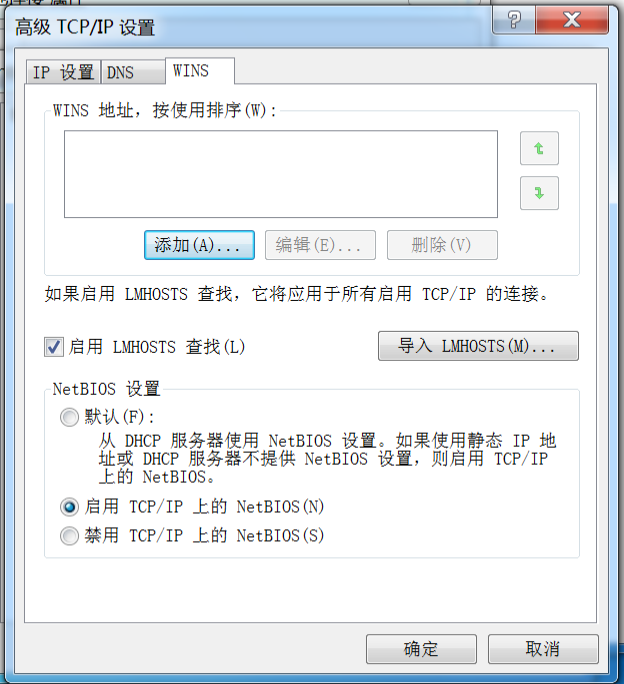 高级 TCP/IP 设置
IP 设置 DNS WINS
WINS 地址，按使用排序(W):
添加(A)... 编辑(E)... 删除(V)
如果启用 LMHOSTS 查找，它将应用于所有启用 TCP/IP 的连接。
启用 LMHOSTS 查找(L) 导入 LMHOSTS(M)...
NetBIOS 设置
默认(F):
从 DHCP 服务器使用 NetBIOS 设置。如果使用静态 IP 地
址或 DHCP 服务器不提供 NetBIOS 设置，则启用 TCP/IP
上的 NetBIOS。
启用 TCP/IP 上的 NetBIOS(N)
禁用 TCP/IP 上的 NetBIOS(S)
确定 取消